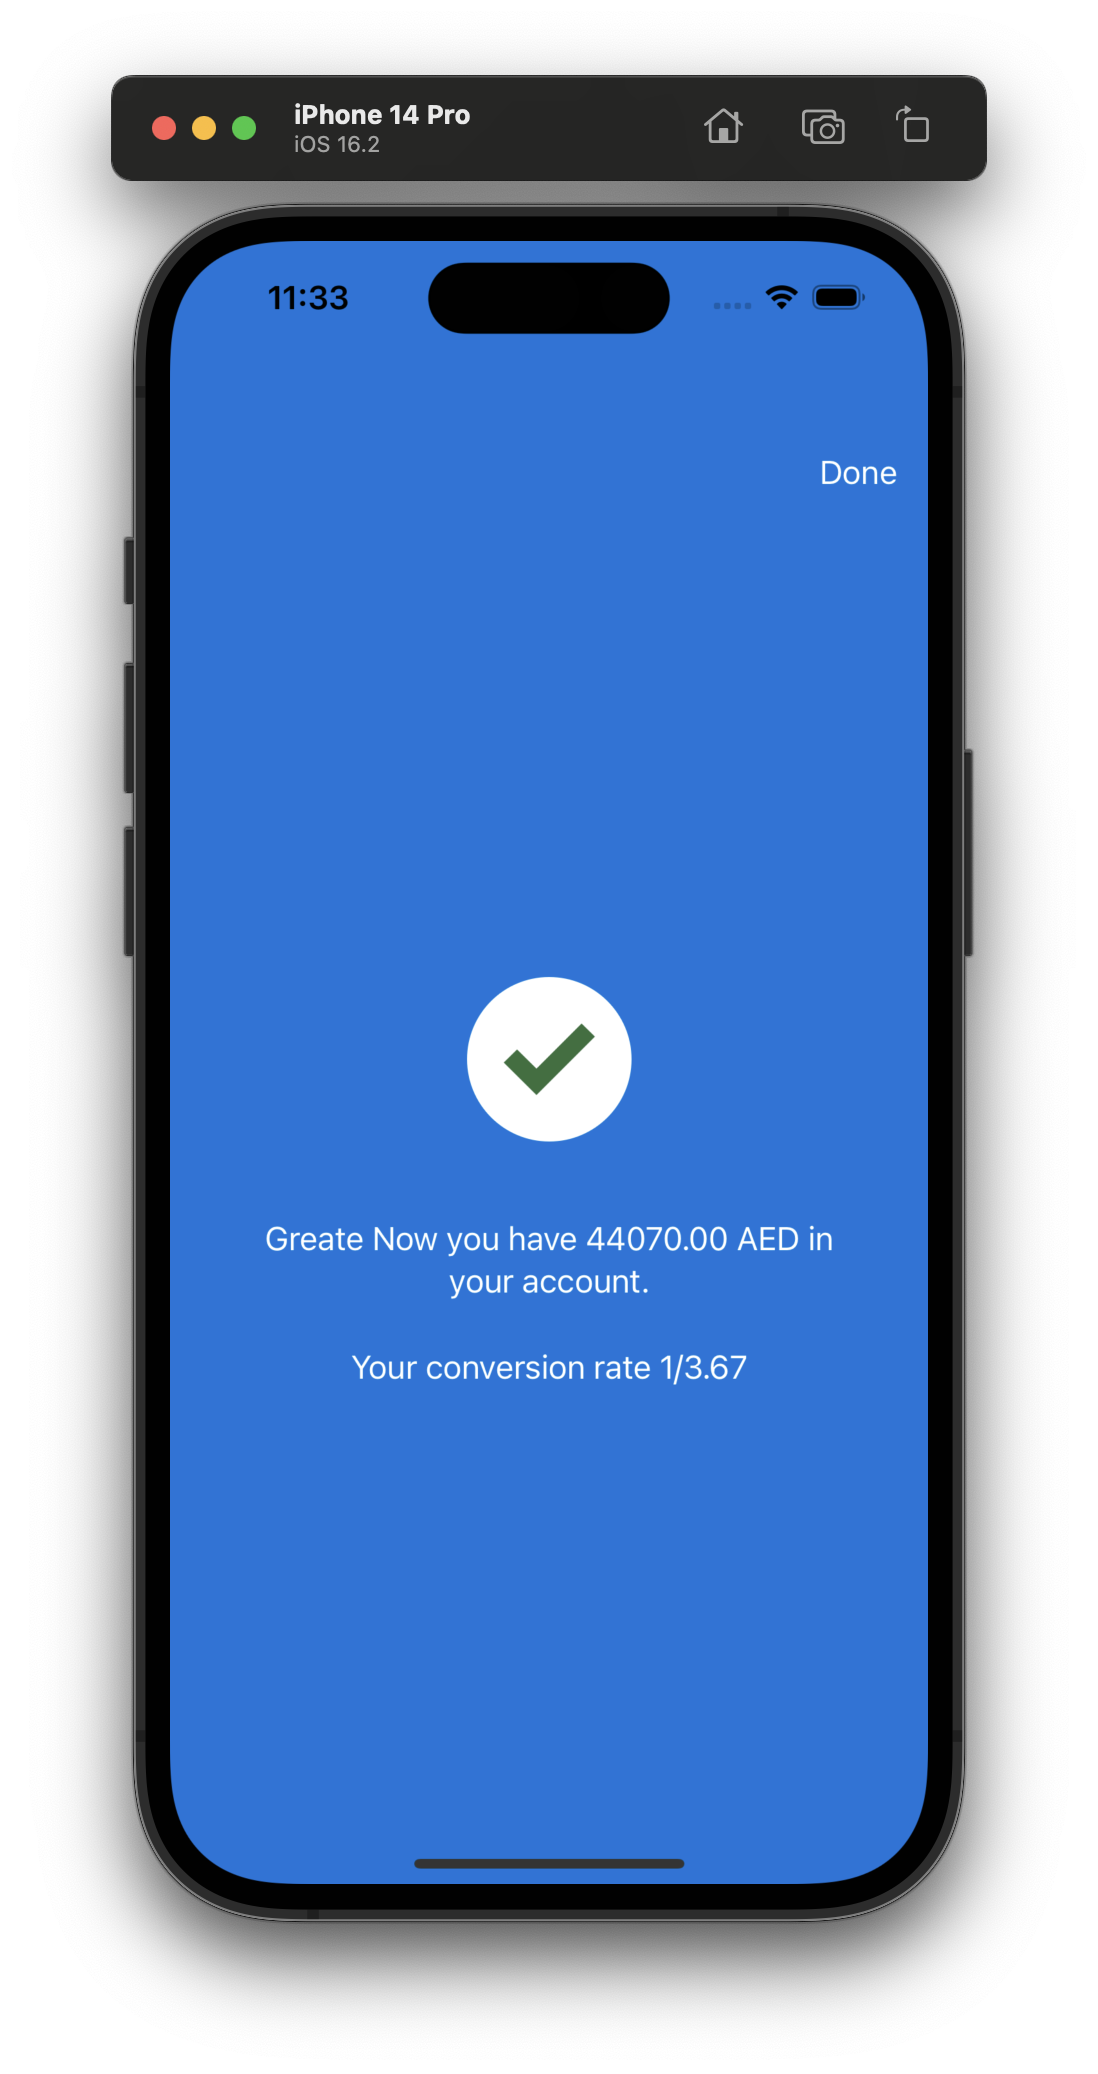 iPhone 14 Pro
iOS 16.2
11:33
Done
Greate Now you have 44070.00 AED in
your account.
Your conversion rate 1/3.67